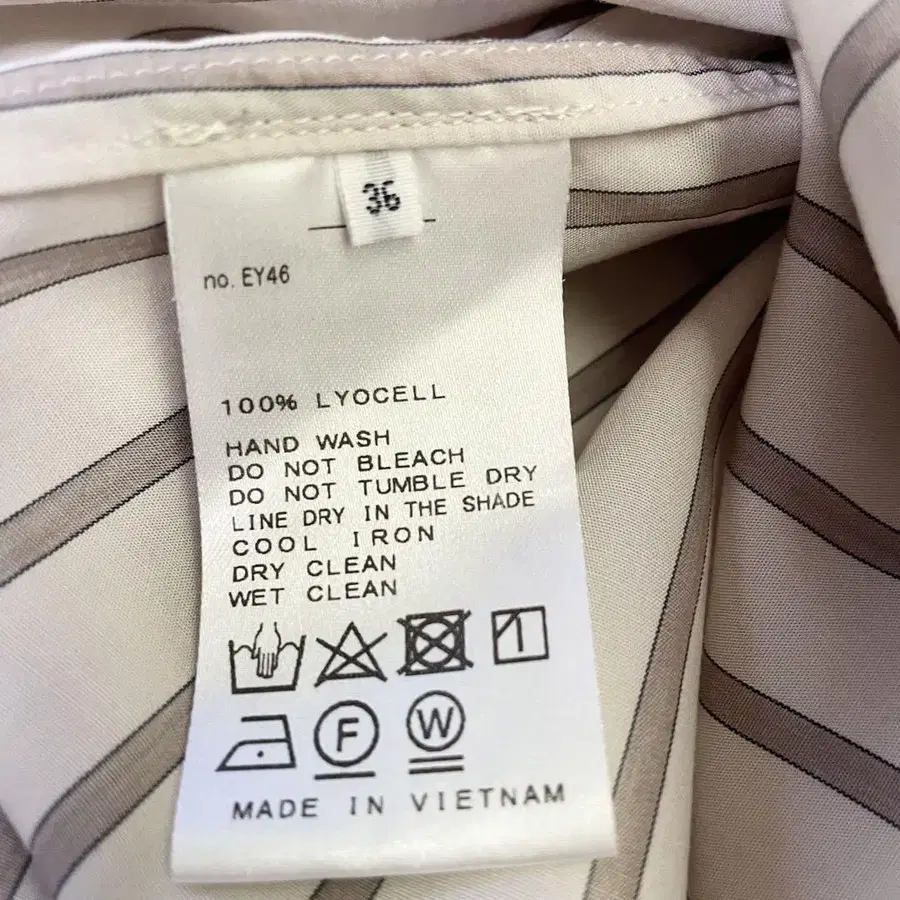 36
no. EY46
100% LYOCELL
HAND WASH
DO NOT BLEACH
DO NOT TUMBLE DRY
LINE DRY IN THE SHADE
COOL IRON
DRY CLEAN
WET CLEAN
F W
MADE IN VIETNAM